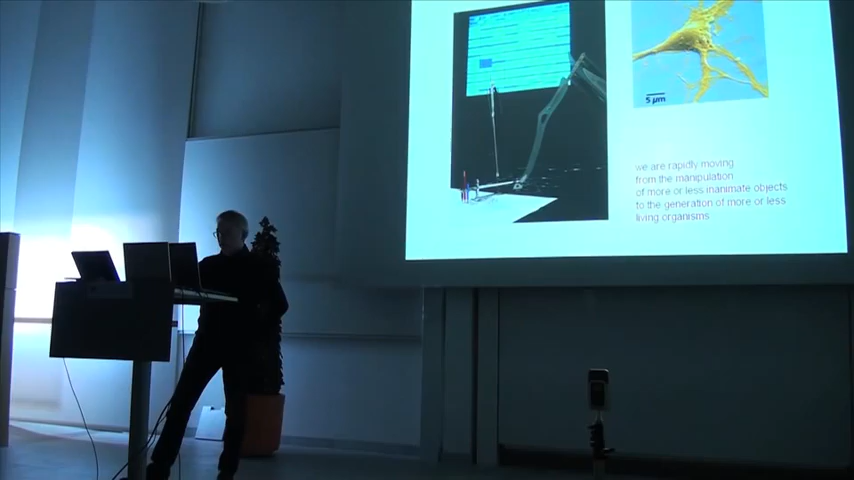 5 µm
we are rapidly moving
from the manipulation
of more or less inanimate objects
to the generation of more or less
living organisms